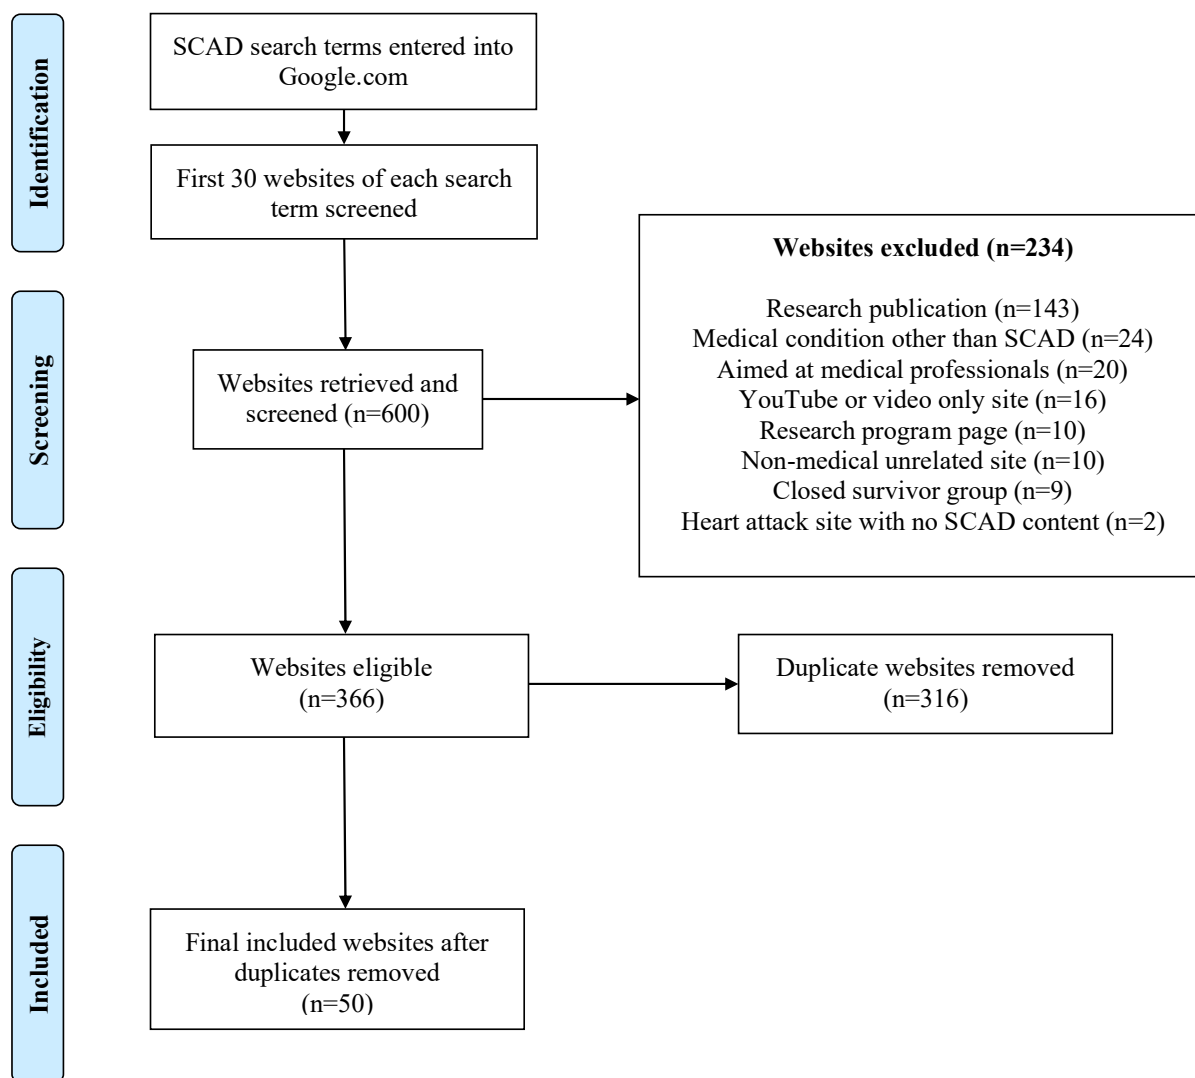 Identification
SCAD search terms entered into
Google.com
First 30 websites of each search
term screened
Screening
Websites retrieved and
screened (n=600)
Websites excluded (n=234)
Research publication (n=143)
Medical condition other than SCAD (n=24)
Aimed at medical professionals (n=20)
YouTube or video only site (n=16)
Research program page (n=10)
Non-medical unrelated site (n=10)
Closed survivor group (n=9)
Heart attack site with no SCAD content (n=2)
Eligibility
Websites eligible
(n=366)
Duplicate websites removed
(n=316)
Included
Final included websites after
duplicates removed
(n=50)